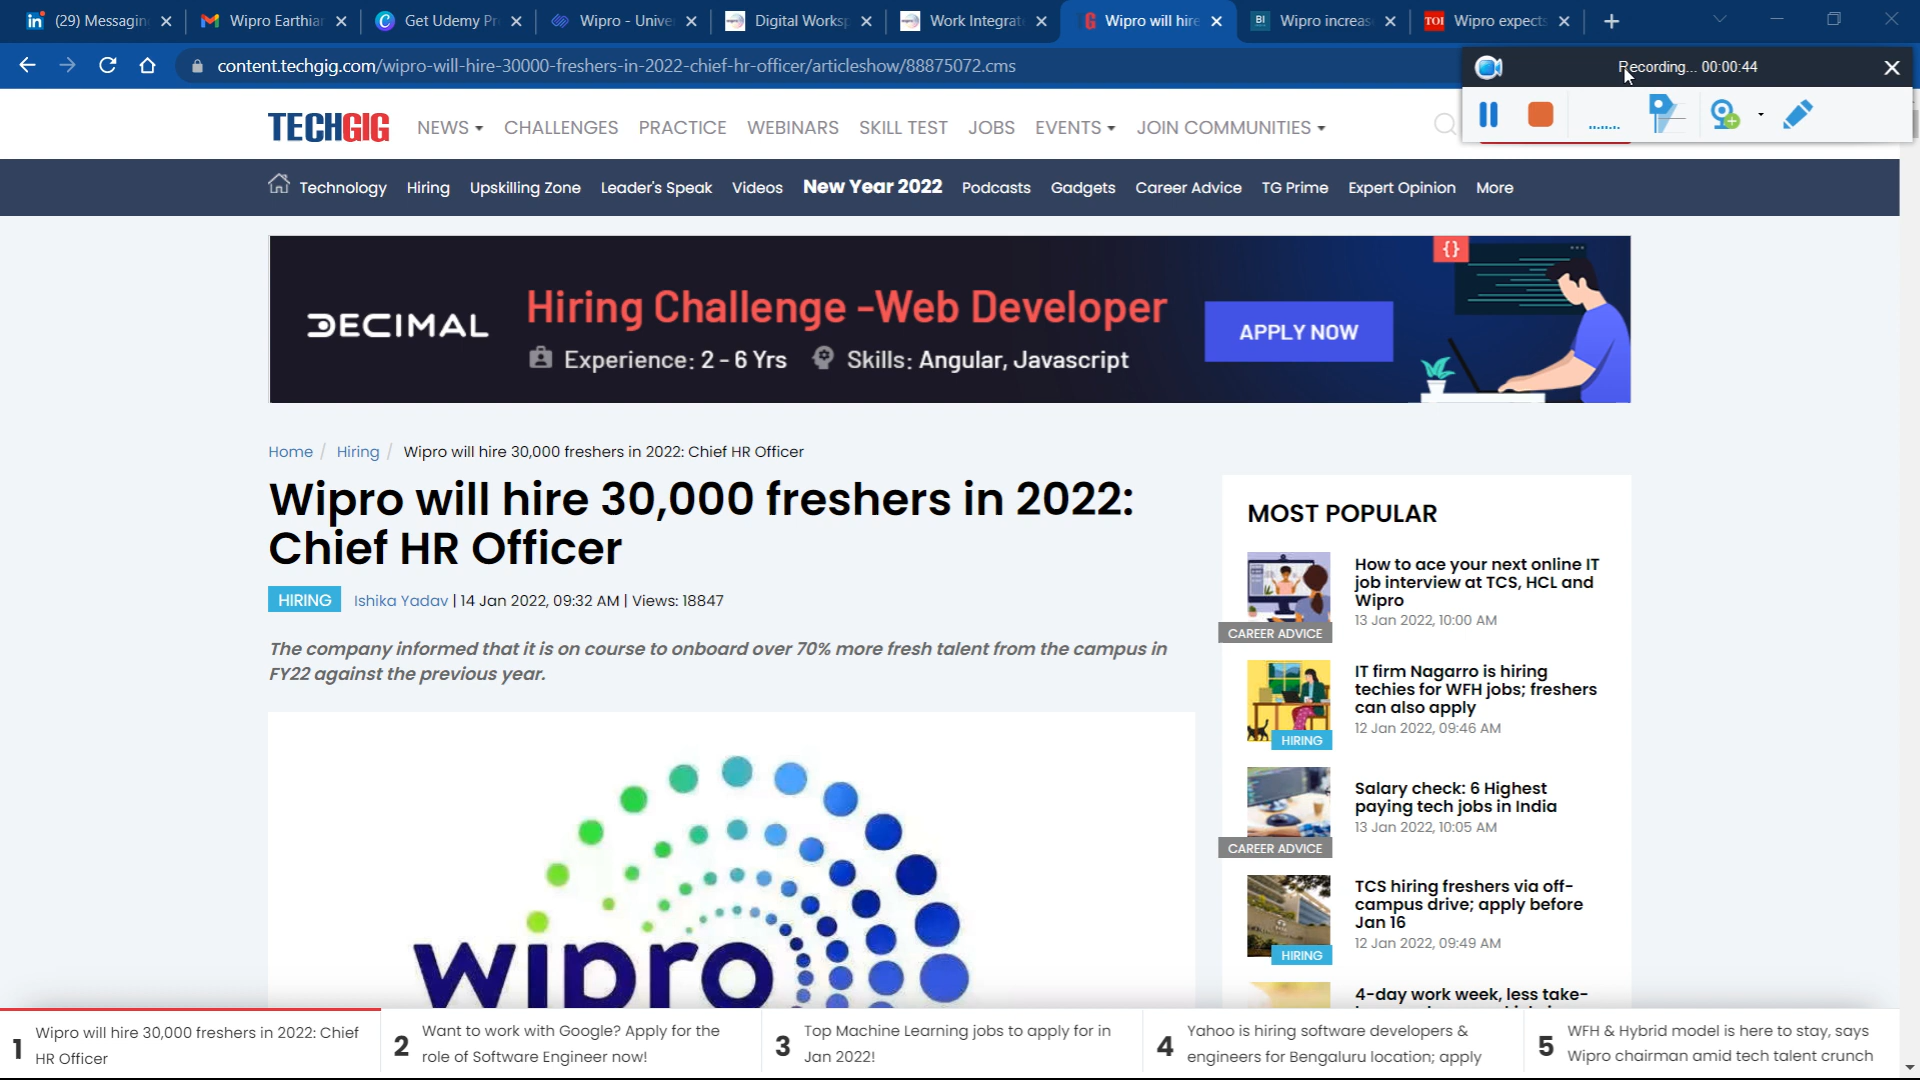 (29) Messagin
Wipro Earthian
Get Udemy Pr
Wipro - Unive
Digital Worksp
Work Integrat
Wipro will hire
BI Wipro increas
TOI Wipro expects
content.techgig.com/wipro-will-hire-30000-freshers-in-2022-chief-hr-officer/articleshow/88875072.cms
Recording... 00:00:44
TECHGIG NEWS CHALLENGES PRACTICE WEBINARS SKILL TEST JOBS EVENTS JOIN COMMUNITIES
Technology Hiring Upskilling Zone Leader's Speak Videos New Year 2022 Podcasts Gadgets Career Advice TG Prime Expert Opinion More
DECIMAL
Hiring Challenge -Web Developer
Experience: 2 - 6 Yrs Skills: Angular, Javascript
APPLY NOW
{}
Home / Hiring / Wipro will hire 30,000 freshers in 2022: Chief HR Officer
Wipro will hire 30,000 freshers in 2022:
Chief HR Officer
HIRING Ishika Yadav | 14 Jan 2022, 09:32 AM | Views: 18847
The company informed that it is on course to onboard over 70% more fresh talent from the campus in
FY22 against the previous year.
wipro
MOST POPULAR
How to ace your next online IT
job interview at TCS, HCL and
Wipro
13 Jan 2022, 10:00 AM
CAREER ADVICE
IT firm Nagarro is hiring
techies for WFH jobs; freshers
can also apply
12 Jan 2022, 09:46 AM
HIRING
Salary check: 6 Highest
paying tech jobs in India
13 Jan 2022, 10:05 AM
CAREER ADVICE
TCS hiring freshers via off-
campus drive; apply before
Jan 16
12 Jan 2022, 09:49 AM
HIRING
4-day work week, less take-
1 Wipro will hire 30,000 freshers in 2022: Chief
HR Officer
2 Want to work with Google? Apply for the
role of Software Engineer now!
3 Top Machine Learning jobs to apply for in
Jan 2022!
4 Yahoo is hiring software developers &
engineers for Bengaluru location; apply
5 WFH & Hybrid model is here to stay, says
Wipro chairman amid tech talent crunch